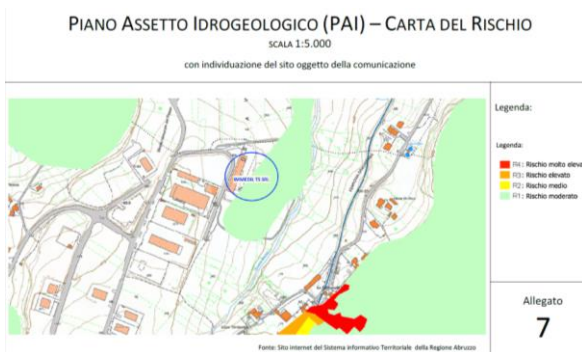 PIANO ASSETTO IDROGEOLOGICO (PAI) – CARTA DEL RISCHIO
SCALA 1:5.000
con individuazione del sito oggetto della comunicazione
Legenda:
Legenda:
R4: Rischio molto eleva
R3: Rischio elevato
R2: Rischio medio
R1: Rischio moderato
Allegato
7
Fonte: Sito internet del Sistema informativo Territoriale della Regione Abruzzo